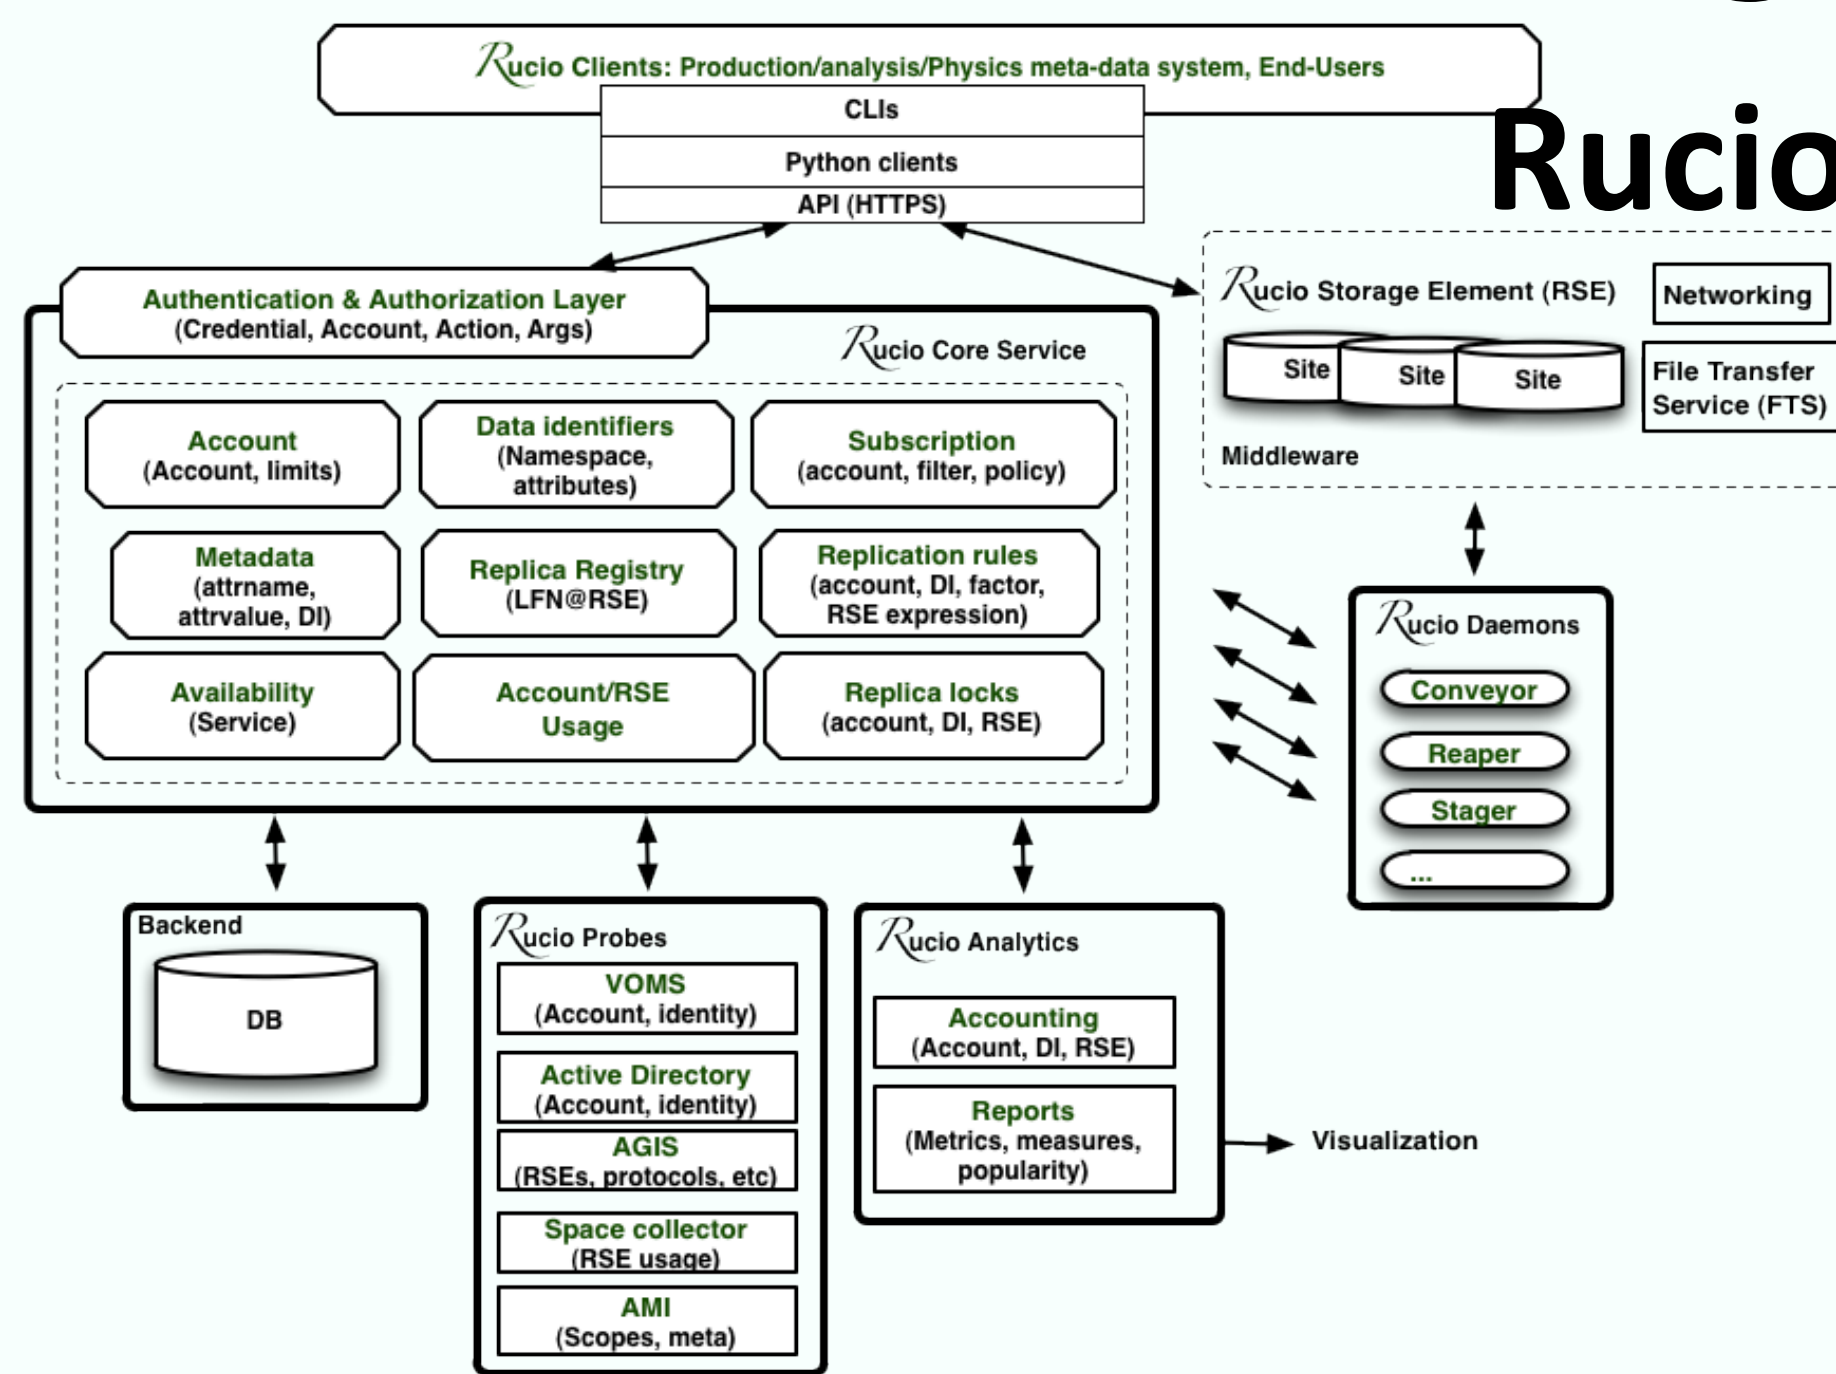 Rucio Clients: Production/analysis/Physics meta-data system, End-Users
CLIs
Python clients
API (HTTPS)
Rucio
Authentication & Authorization Layer
(Credential, Account, Action, Args)
Rucio Core Service
Account
(Account, limits)
Data identifiers
(Namespace,
attributes)
Subscription
(account, filter, policy)
Metadata
(attrname,
attrvalue, DI)
Replica Registry
(LFN@RSE)
Replication rules
(account, DI, factor,
RSE expression)
Availability
(Service)
Account/RSE
Usage
Replica locks
(account, DI, RSE)
Rucio Storage Element (RSE)
Networking
Site
Site
Site
File Transfer
Service (FTS)
Middleware
Rucio Daemons
Conveyor
Reaper
Stager
...
Backend
DB
Rucio Probes
VOMS
(Account, identity)
Active Directory
(Account, identity)
AGIS
(RSEs, protocols, etc)
Space collector
(RSE usage)
AMI
(Scopes, meta)
Rucio Analytics
Accounting
(Account, DI, RSE)
Reports
(Metrics, measures,
popularity)
Visualization